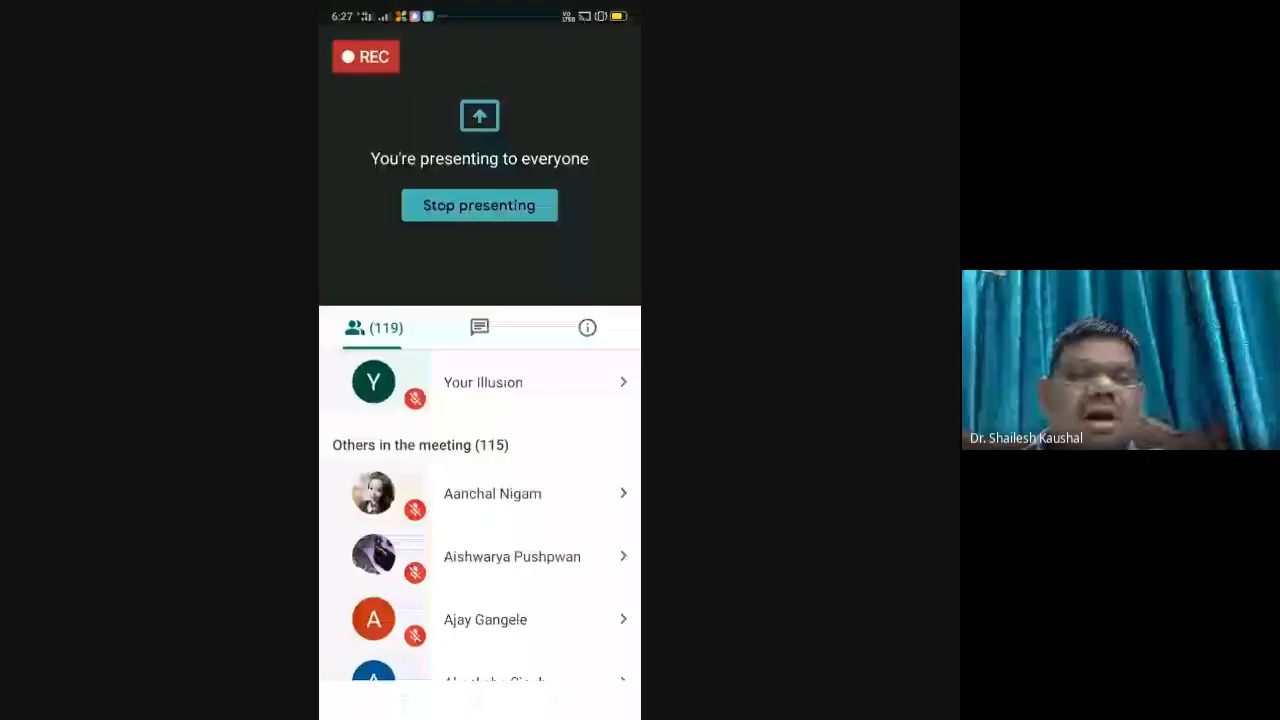 6:27
REC
You're presenting to everyone
Stop presenting
(119)
Y
Your Illusion
Others in the meeting (115)
Aanchal Nigam
Aishwarya Pushpwan
A
Ajay Gangele
A
Dr. Shailesh Kaushal